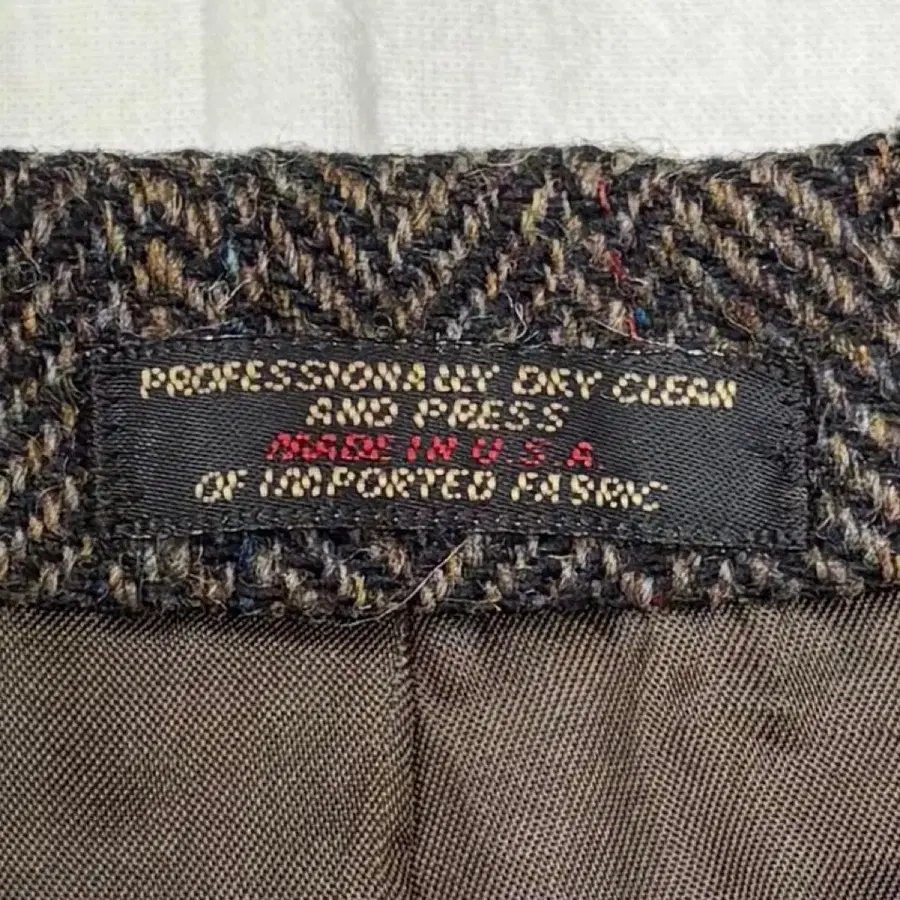 PROFESSIONALLY DRY CLEAN
AND PRESS
MADE IN U.S.A.
OF IMPORTED FABRIC